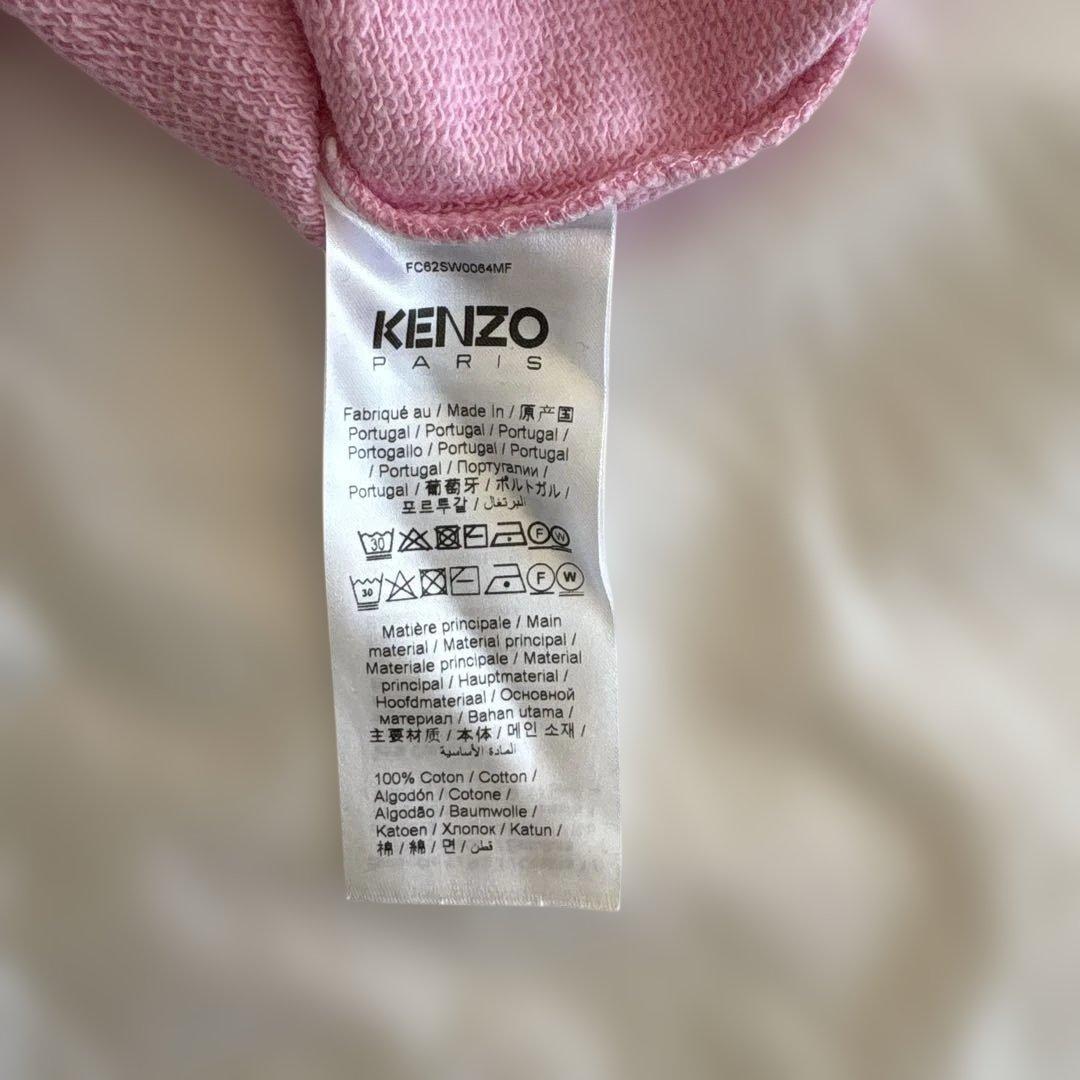 FC62SW0064MF
KENZO
PARIS
Fabriqué au / Made in / 原产国
Portugal / Portugal / Portugal /
Portogallo / Portugal / Portugal
/ Portugal / Португалии /
Portugal / 葡萄牙 / ポルトガル /
포르투갈 / البرتغال
30 F W
30 F W
Matière principale / Main
material / Material principal /
Materiale principale / Material
principal / Hauptmaterial /
Hoofdmateriaal / Основной
материал / Bahan utama /
主要材质 / 本体 / 메인 소재 /
المادة الأساسية
100% Coton / Cotton /
Algodón / Cotone /
Algodão / Baumwolle /
Katoen / Хлопок / Katun /
棉 / 綿 / 면 / قطن